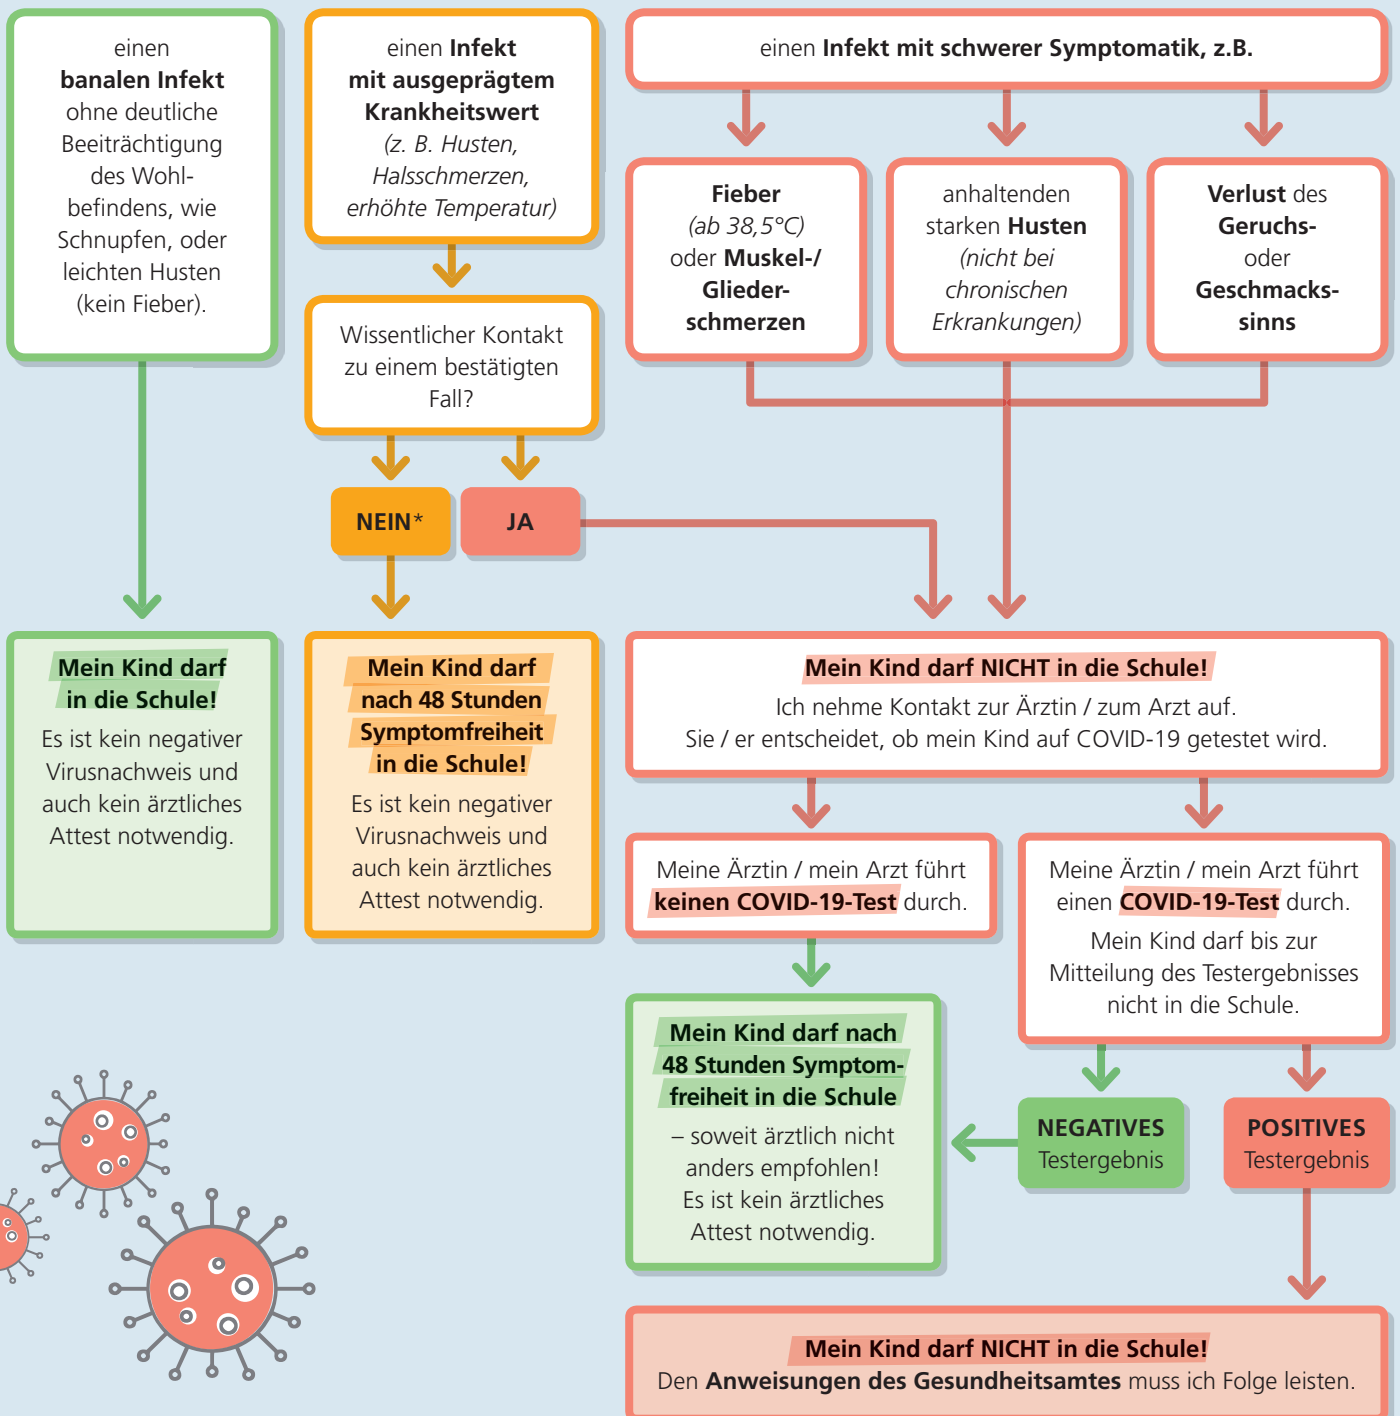 einen
banalen Infekt
ohne deutliche
Beeiträchtigung
des Wohl-
befindens, wie
Schnupfen, oder
leichten Husten
(kein Fieber).
einen Infekt
mit ausgeprägtem
Krankheitswert
(z. B. Husten,
Halsschmerzen,
erhöhte Temperatur)
einen Infekt mit schwerer Symptomatik, z.B.
Fieber
(ab 38,5°C)
oder Muskel-/
Glieder-
schmerzen
anhaltenden
starken Husten
(nicht bei
chronischen
Erkrankungen)
Verlust des
Geruchs-
oder
Geschmacks-
sinns
Wissentlicher Kontakt
zu einem bestätigten
Fall?
NEIN*
JA
Mein Kind darf
in die Schule!
Es ist kein negativer
Virusnachweis und
auch kein ärztliches
Attest notwendig.
Mein Kind darf
nach 48 Stunden
Symptomfreiheit
in die Schule!
Es ist kein negativer
Virusnachweis und
auch kein ärztliches
Attest notwendig.
Mein Kind darf NICHT in die Schule!
Ich nehme Kontakt zur Ärztin / zum Arzt auf.
Sie / er entscheidet, ob mein Kind auf COVID-19 getestet wird.
Meine Ärztin / mein Arzt führt
keinen COVID-19-Test durch.
Meine Ärztin / mein Arzt führt
einen COVID-19-Test durch.
Mein Kind darf bis zur
Mitteilung des Testergebnisses
nicht in die Schule.
Mein Kind darf nach
48 Stunden Symptom-
freiheit in die Schule
– soweit ärztlich nicht
anders empfohlen!
Es ist kein ärztliches
Attest notwendig.
NEGATIVES
Testergebnis
POSITIVES
Testergebnis
Mein Kind darf NICHT in die Schule!
Den Anweisungen des Gesundheitsamtes muss ich Folge leisten.